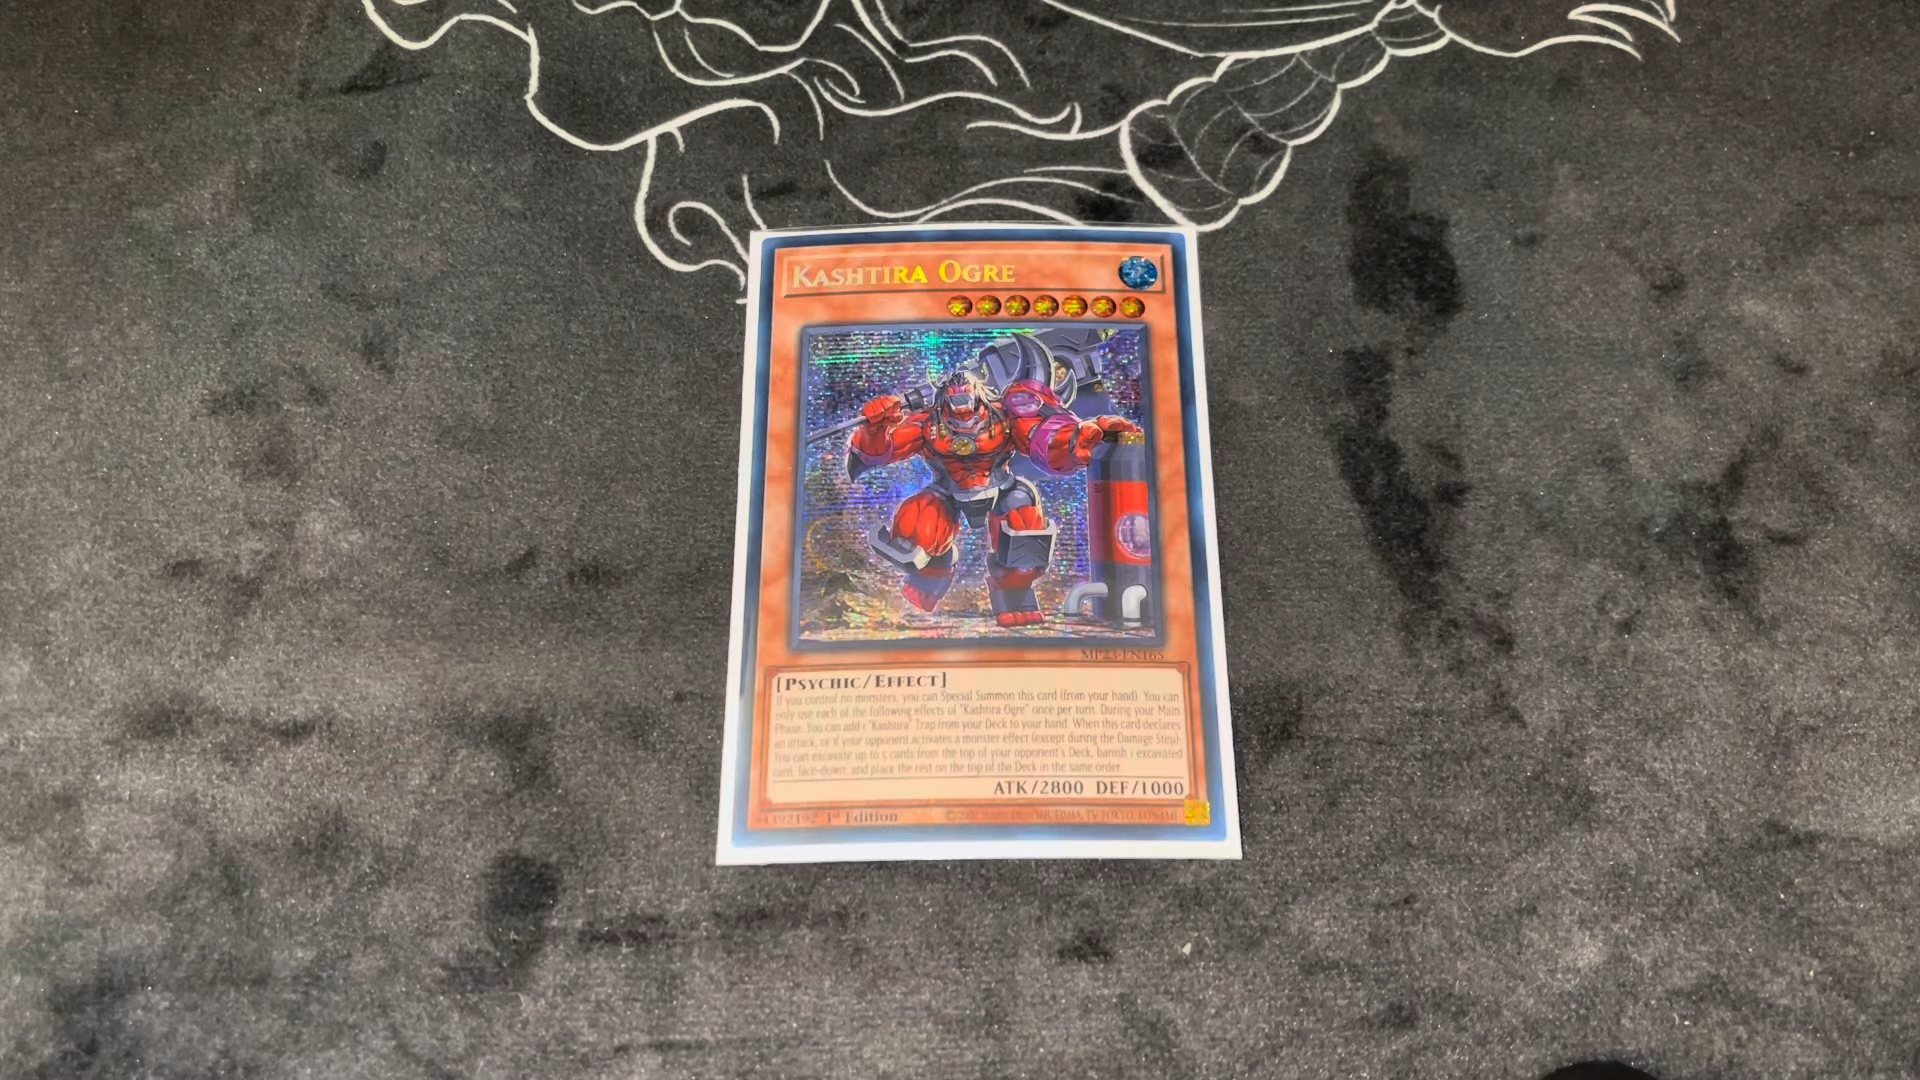 KASHTIRA OGRE
MP23-EN165
[PSYCHIC/EFFECT]
If you control no monsters, you can Special Summon this card (from your hand). You can
only use each of the following effects of "Kashtira Ogre" once per turn. During your Main
Phase: You can add 1 "Kashtira" Trap from your Deck to your hand. When this card declares
an attack, or if your opponent activates a monster effect (except during the Damage Step):
You can excavate up to 5 cards from the top of your opponent's Deck, banish 1 excavated
card, face-down, and place the rest on the top of the Deck in the same order.
ATK/2800 DEF/1000
1st Edition
TV TOKYO, KONAMI